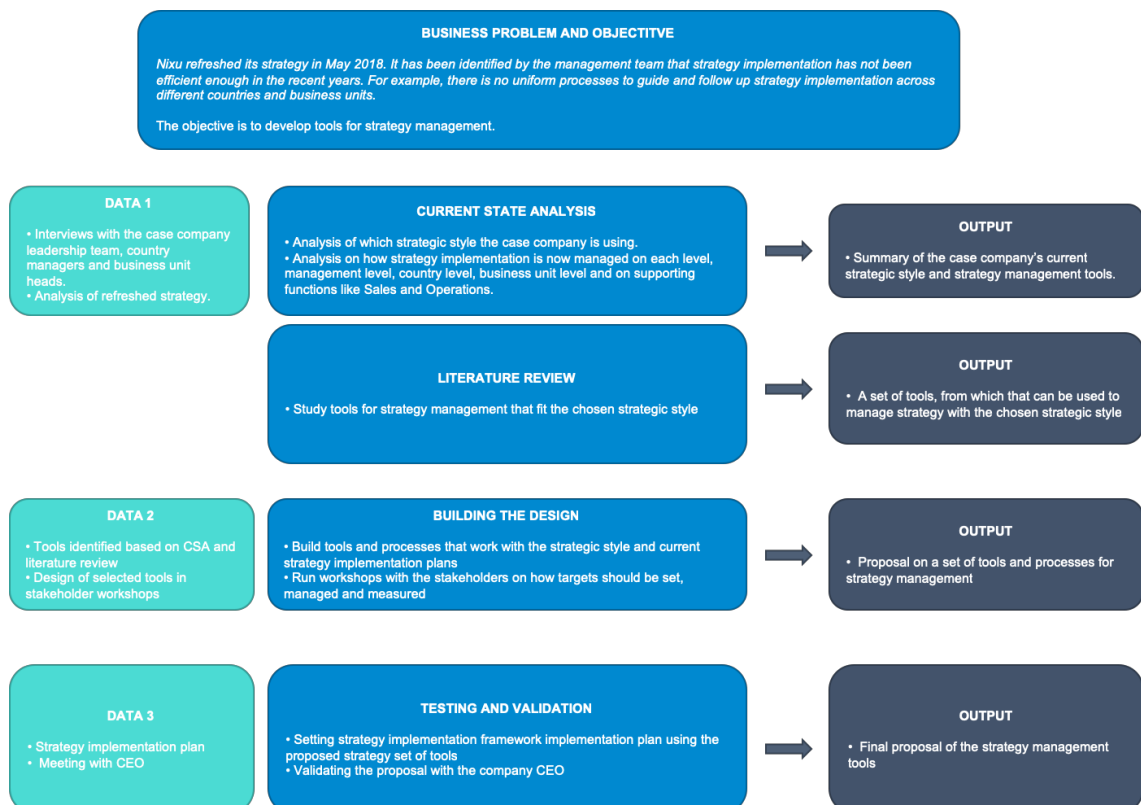 BUSINESS PROBLEM AND OBJECTITVE
Nixu refreshed its strategy in May 2018. It has been identified by the management team that strategy implementation has not been
efficient enough in the recent years. For example, there is no uniform processes to guide and follow up strategy implementation across
different countries and business units.
The objective is to develop tools for strategy management.
DATA 1
• Interviews with the case company
leadership team, country
managers and business unit
heads.
• Analysis of refreshed strategy.
CURRENT STATE ANALYSIS
• Analysis of which strategic style the case company is using.
• Analysis on how strategy implementation is now managed on each level,
management level, country level, business unit level and on supporting
functions like Sales and Operations.
OUTPUT
• Summary of the case company's current
strategic style and strategy management tools.
LITERATURE REVIEW
• Study tools for strategy management that fit the chosen strategic style
OUTPUT
• A set of tools, from which that can be used to
manage strategy with the chosen strategic style
DATA 2
• Tools identified based on CSA and
literature review
• Design of selected tools in
stakeholder workshops
BUILDING THE DESIGN
• Build tools and processes that work with the strategic style and current
strategy implementation plans
• Run workshops with the stakeholders on how targets should be set,
managed and measured
OUTPUT
• Proposal on a set of tools and processes for
strategy management
DATA 3
• Strategy implementation plan
• Meeting with CEO
TESTING AND VALIDATION
• Setting strategy implementation framework implementation plan using the
proposed strategy set of tools
• Validating the proposal with the company CEO
OUTPUT
• Final proposal of the strategy management
tools